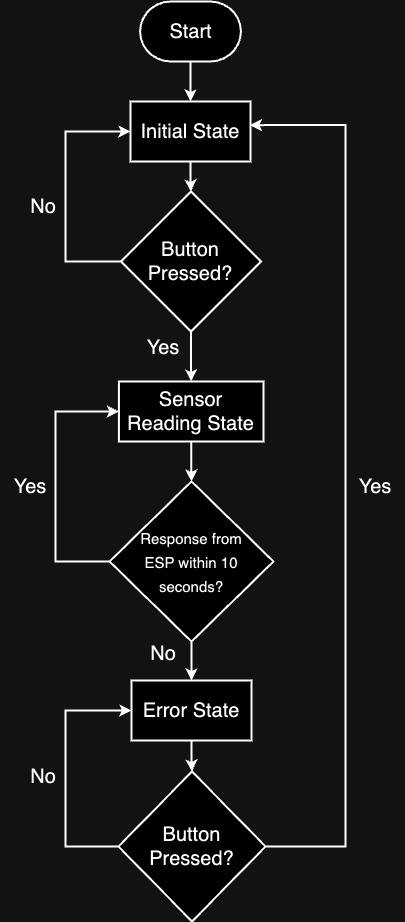 Start
Initial State
No
Button
Pressed?
Yes
Sensor
Reading State
Yes
Yes
Response from
ESP within 10
seconds?
No
Error State
No
Button
Pressed?